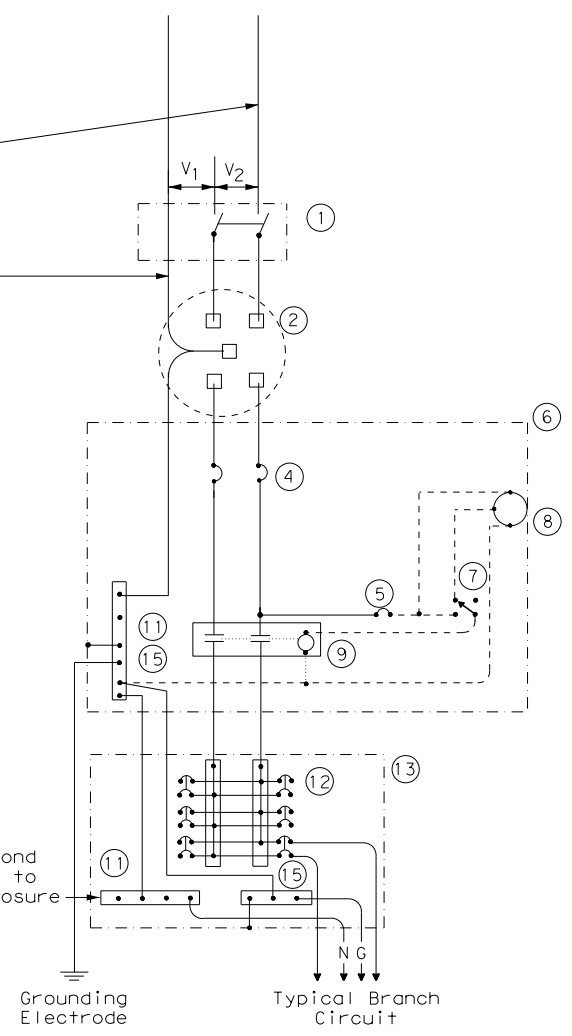 V1
V2
1
2
6
4
8
7
5
11
9
15
13
12
11
15
ond
to
osure
N G
Grounding
Electrode
Typical Branch
Circuit